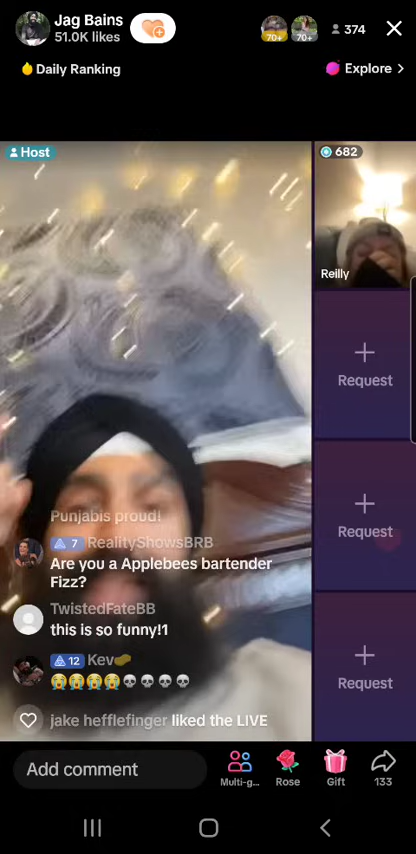 Jag Bains
51.0K likes
70+
70+
374
Daily Ranking
Explore >
Host
682
Reilly
Request
Request
Request
Punjabis proud!
7 RealityShowsBRB
Are you a Applebees bartender
Fizz?
TwistedFateBB
this is so funny!1
12 Kev🥔
😭😭😭😭💀💀💀💀
jake hefflefinger liked the LIVE
Add comment
Multi-g...
Rose
Gift
133